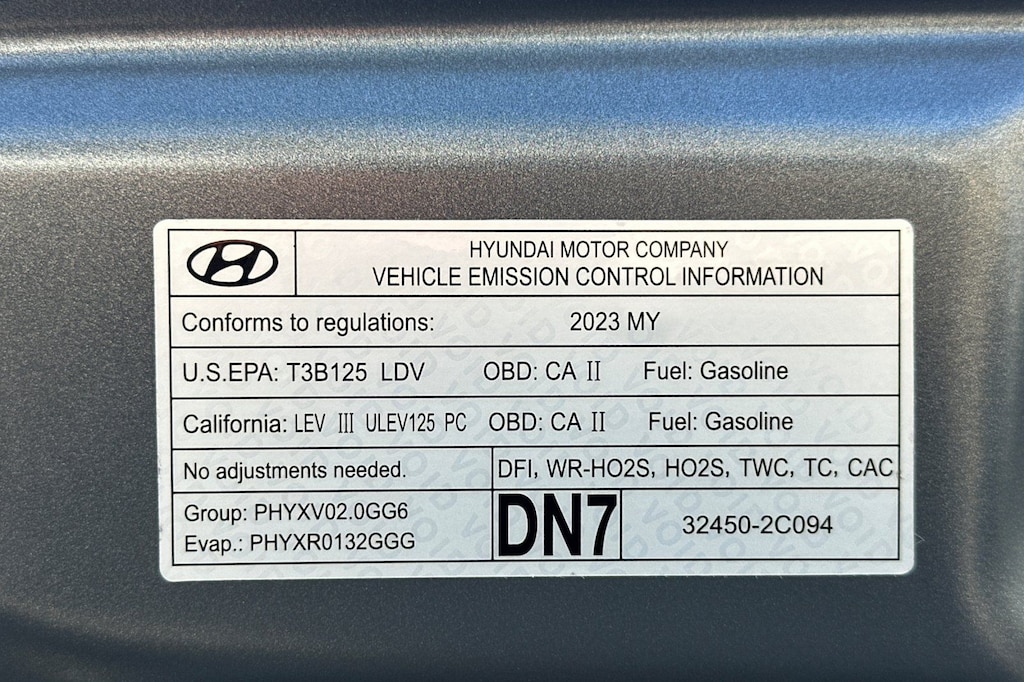 HYUNDAI MOTOR COMPANY
VEHICLE EMISSION CONTROL INFORMATION
Conforms to regulations: 2023 MY
U.S.EPA: T3B125 LDV OBD: CA II Fuel: Gasoline
California: LEV III ULEV125 PC OBD: CA II Fuel: Gasoline
No adjustments needed. DFI, WR-HO2S, HO2S, TWC, TC, CAC
Group: PHYXV02.0GG6
Evap.: PHYXR0132GGG
DN7 32450-2C094